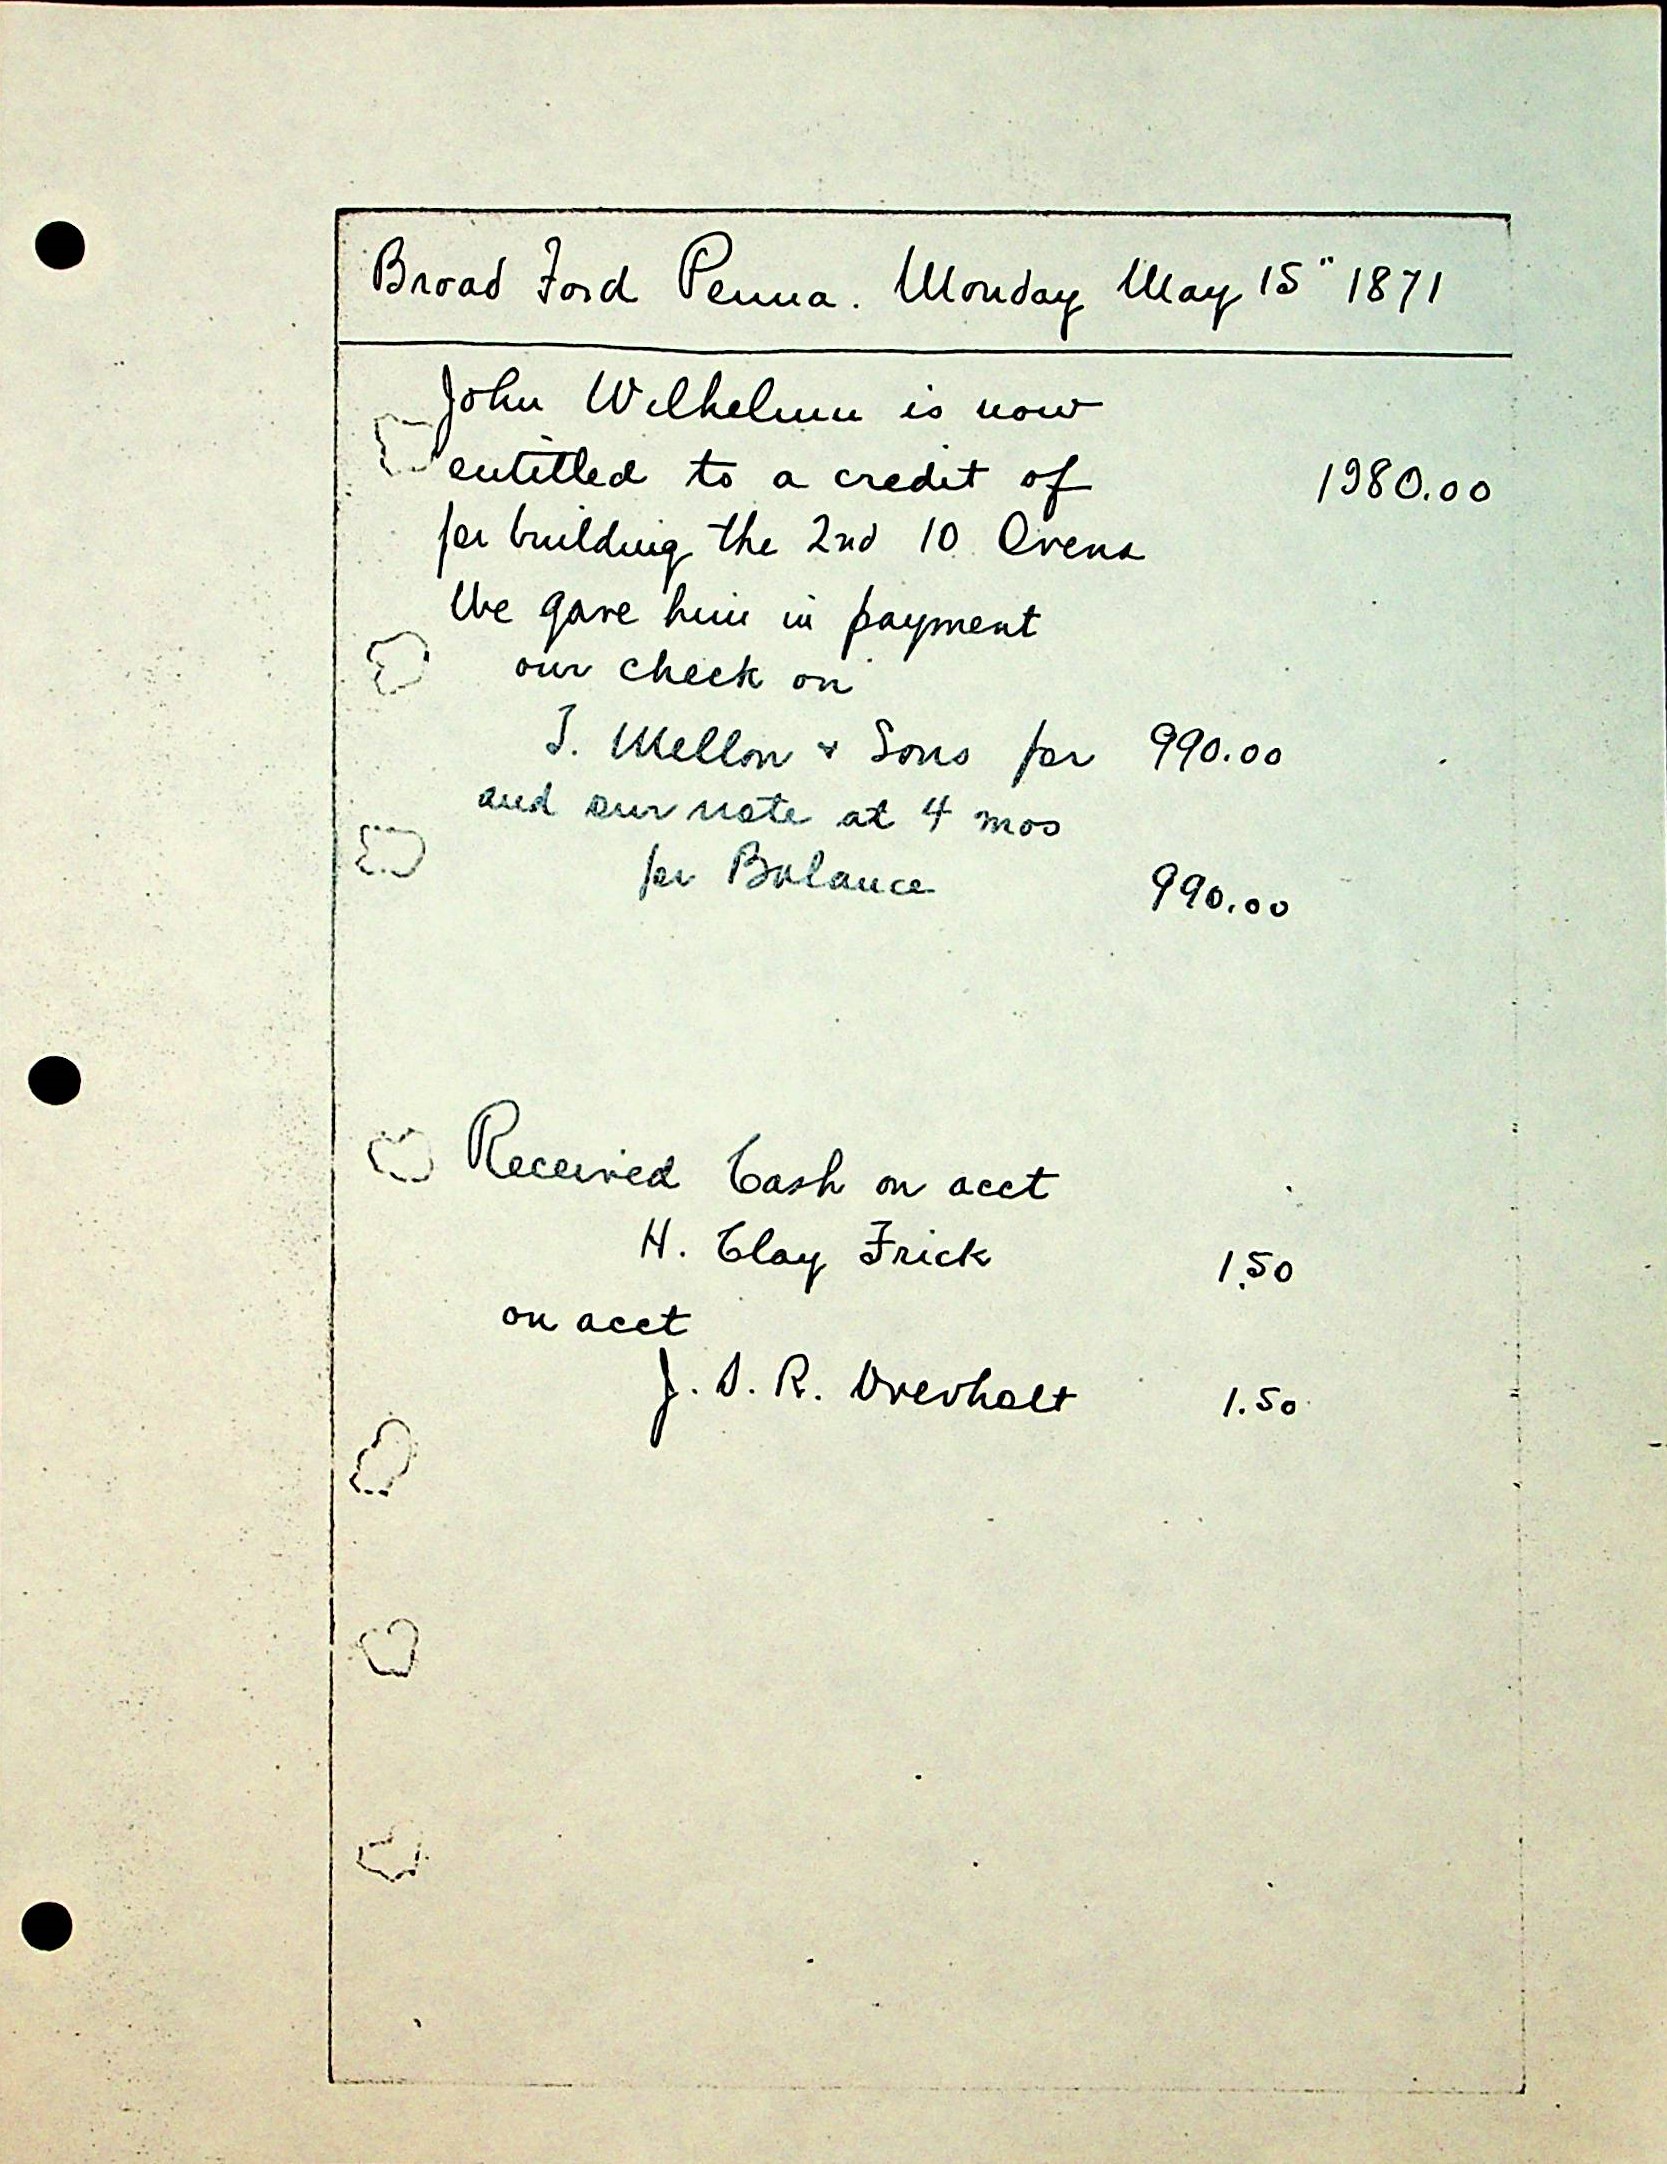 Broad Ford Penna. Monday May 15" 1871
John Wilhelm is now
entitled to a credit of 1980.00
for building the 2nd 10 Ovens
We gave him in payment
our check on
T. Mellon & Sons for 990.00
and our note at 4 mos
for Balance 990.00
Received Cash on acct
H. Clay Frick 1.50
on acct
J. S. R. Overholt 1.50